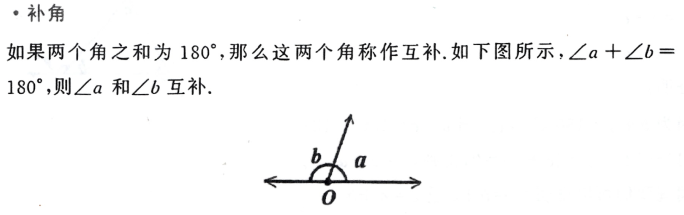 • 补角
如果两个角之和为 180°,那么这两个角称作互补.如下图所示,∠a+∠b=
180°,则∠a 和∠b 互补.
b a
O